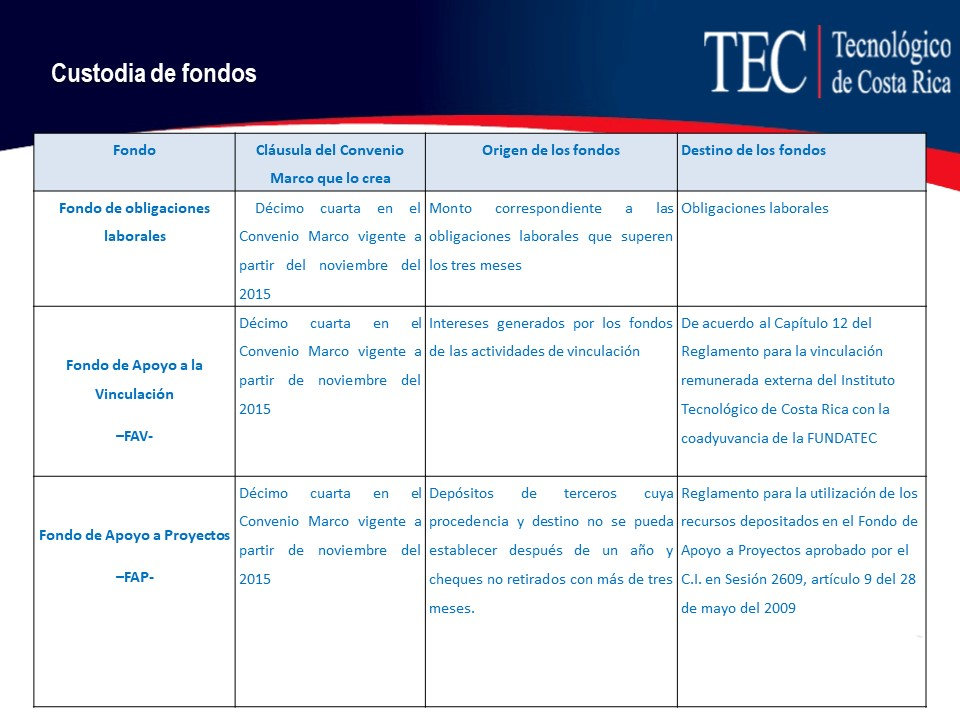 Custodia de fondos
TEC
Tecnológico
de Costa Rica
Fondo
Cláusula del Convenio
Marco que lo crea
Origen de los fondos
Destino de los fondos
Fondo de obligaciones
laborales
Décimo cuarta en el
Convenio Marco vigente a
partir del noviembre del
2015
Monto correspondiente a las
obligaciones laborales que superen
los tres meses
Obligaciones laborales
Fondo de Apoyo a la
Vinculación
–FAV-
Décimo cuarta en el
Convenio Marco vigente a
partir de noviembre del
2015
Intereses generados por los fondos
de las actividades de vinculación
De acuerdo al Capítulo 12 del
Reglamento para la vinculación
remunerada externa del Instituto
Tecnológico de Costa Rica con la
coadyuvancia de la FUNDATEC
Fondo de Apoyo a Proyectos
–FAP-
Décimo cuarta en el
Convenio Marco vigente a
partir de noviembre del
2015
Depósitos de terceros cuya
procedencia y destino no se pueda
establecer después de un año y
cheques no retirados con más de tres
meses.
Reglamento para la utilización de los
recursos depositados en el Fondo de
Apoyo a Proyectos aprobado por el
C.I. en Sesión 2609, artículo 9 del 28
de mayo del 2009